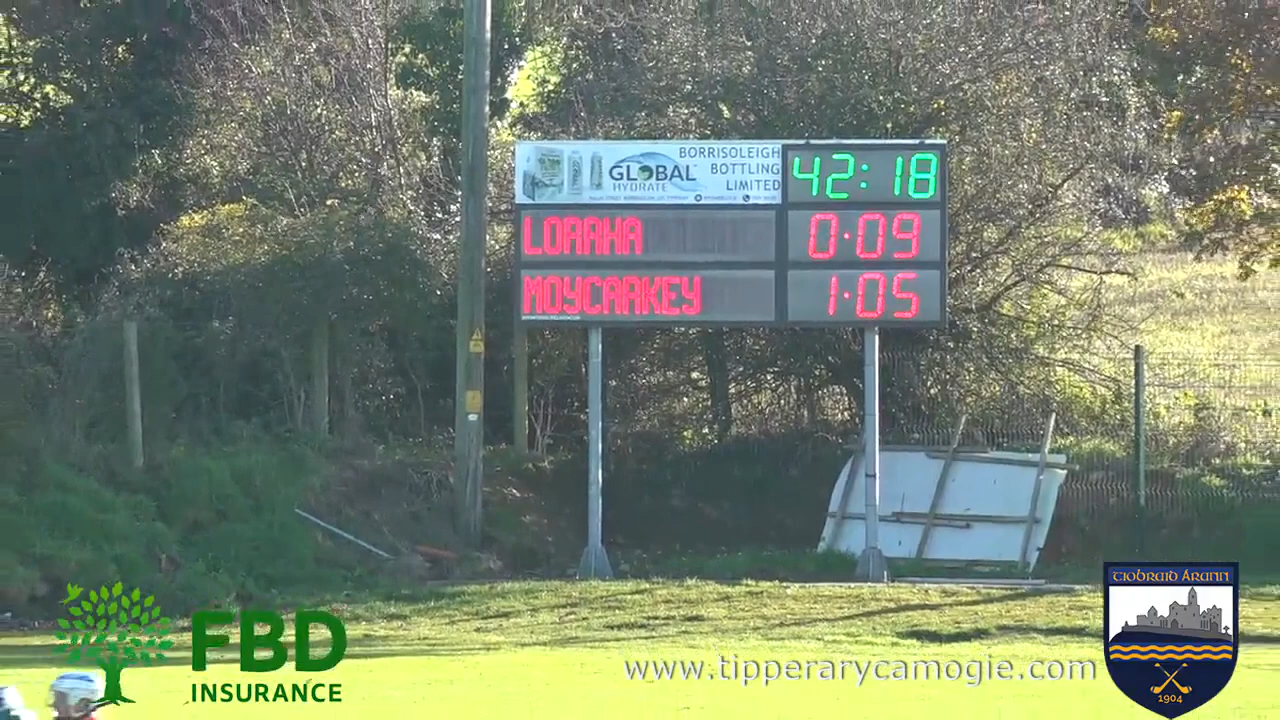 BORRISOLEIGH
GLOBAL
BOTTLING
HYDRATE
LIMITED
42:18
LORRHA
0·09
MOYCARKEY
1·05
Tiobraid Árann
FBD
INSURANCE
www.tipperarycamogie.com
1904